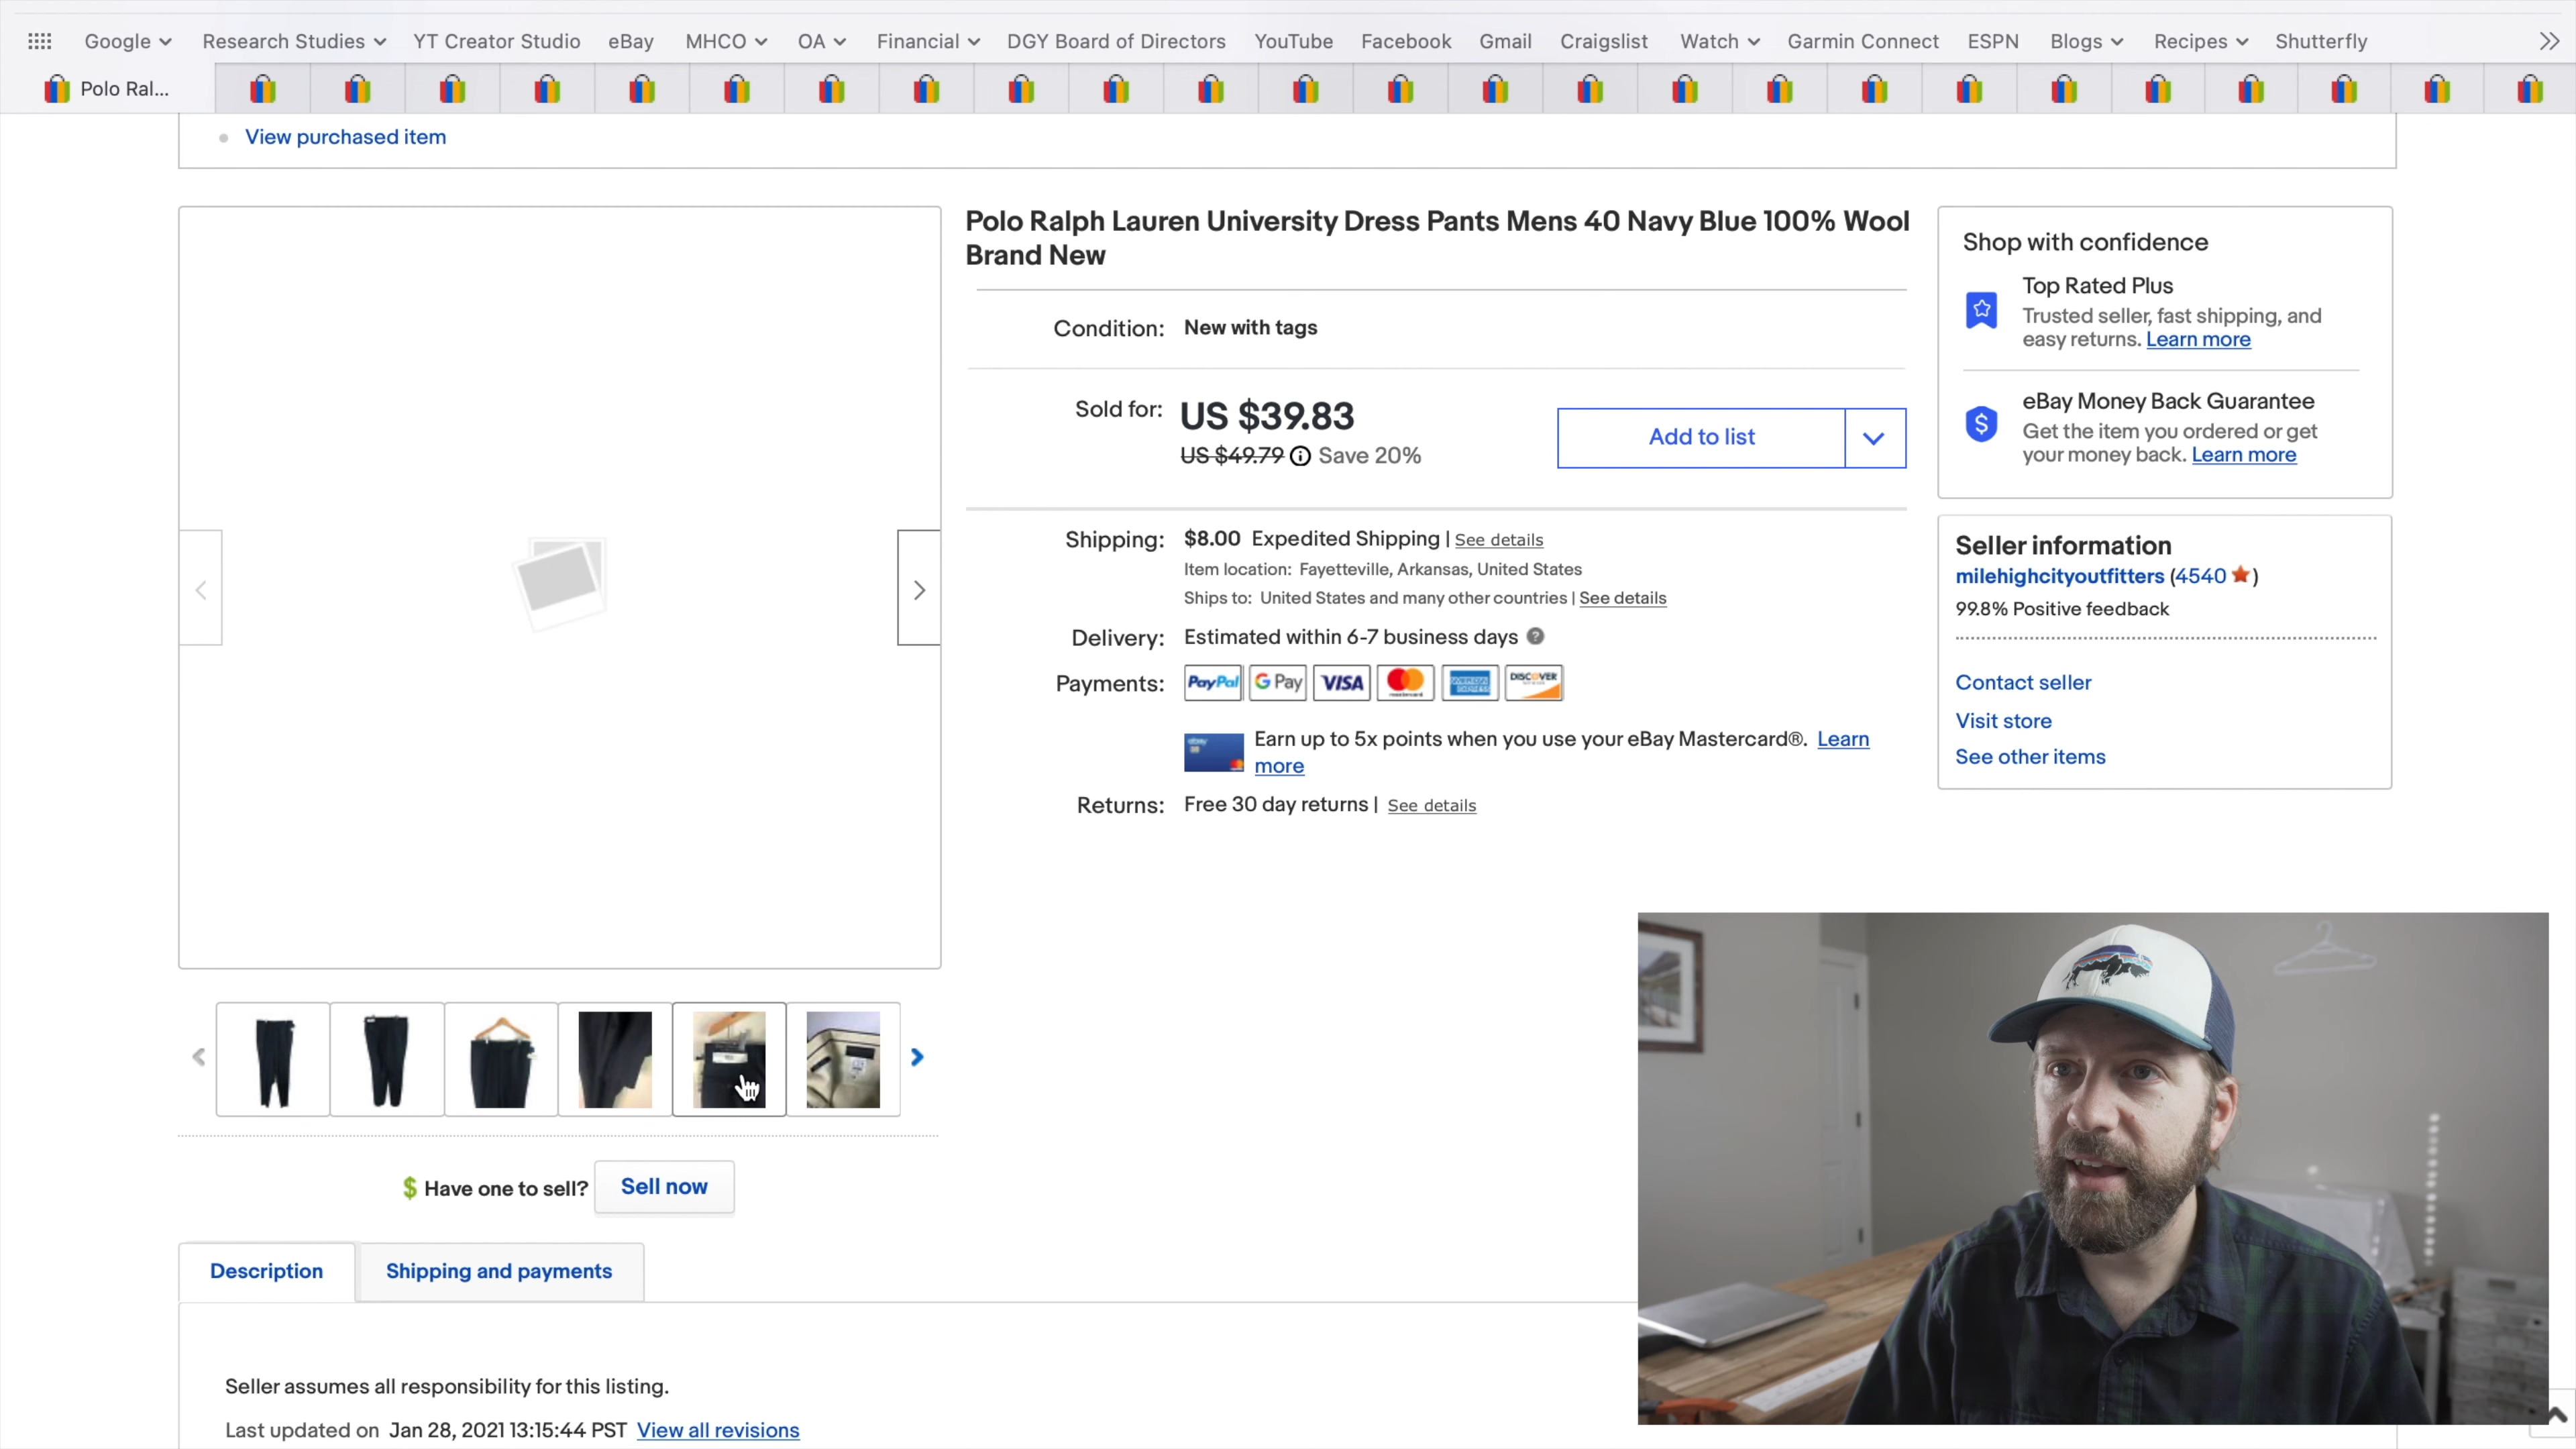 Google Research Studies YT Creator Studio eBay MHCO OA Financial DGY Board of Directors YouTube Facebook Gmail Craigslist Watch Garmin Connect ESPN Blogs Recipes Shutterfly
Polo Ral...
View purchased item
Polo Ralph Lauren University Dress Pants Mens 40 Navy Blue 100% Wool
Brand New
Condition: New with tags
Sold for: US $39.83
US $49.79 Save 20%
Add to list
Shipping: $8.00 Expedited Shipping | See details
Item location: Fayetteville, Arkansas, United States
Ships to: United States and many other countries | See details
Delivery: Estimated within 6-7 business days
Payments: PayPal G Pay VISA mastercard AMERICAN EXPRESS DISCOVER
Earn up to 5x points when you use your eBay Mastercard®. Learn
more
Returns: Free 30 day returns | See details
Shop with confidence
Top Rated Plus
Trusted seller, fast shipping, and
easy returns. Learn more
eBay Money Back Guarantee
Get the item you ordered or get
your money back. Learn more
Seller information
milehighcityoutfitters (4540)
99.8% Positive feedback
Contact seller
Visit store
See other items
$ Have one to sell? Sell now
Description Shipping and payments
Seller assumes all responsibility for this listing.
Last updated on Jan 28, 2021 13:15:44 PST View all revisions